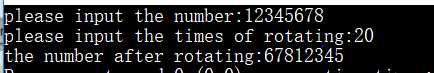 please input the number:12345678
please input the times of rotating:20
the number after rotating:67812345